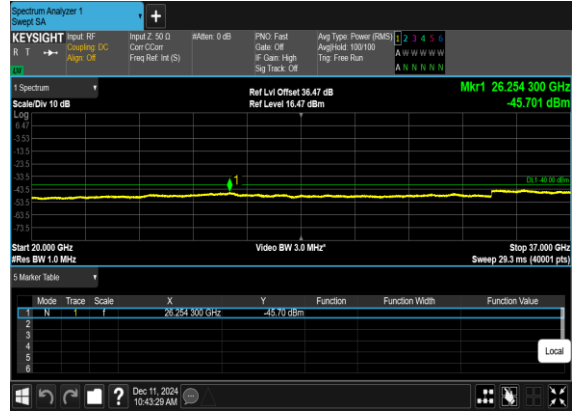 Spectrum Analyzer 1
Swept SA
+
KEYSIGHT Input: RF Input Z: 50 Ω #Atten: 0 dB PNO: Fast Avg Type: Power (RMS) 1 2 3 4 5 6
R T Coupling: DC Corr CCorr Gate: Off Avg|Hold: 100/100 A W W W W W
Align: Off Freq Ref: Int (S) IF Gain: High Trig: Free Run
LW Sig Track: Off A N N N N N
1 Spectrum Ref Lvl Offset 36.47 dB Mkr1 26.254 300 GHz
Scale/Div 10 dB Ref Level 16.47 dBm -45.701 dBm
Log
6.47
-3.53
-13.5
-23.5
-33.5
DL1 -40.00 dBm
1
-43.5
-53.5
-63.5
-73.5
Start 20.000 GHz Video BW 3.0 MHz* Stop 37.000 GHz
#Res BW 1.0 MHz Sweep 29.3 ms (40001 pts)
5 Marker Table
Mode Trace Scale X Y Function Function Width Function Value
1 N 1 f 26.254 300 GHz -45.70 dBm
2
3
4
5
6
Local
? Dec 11, 2024
10:43:29 AM